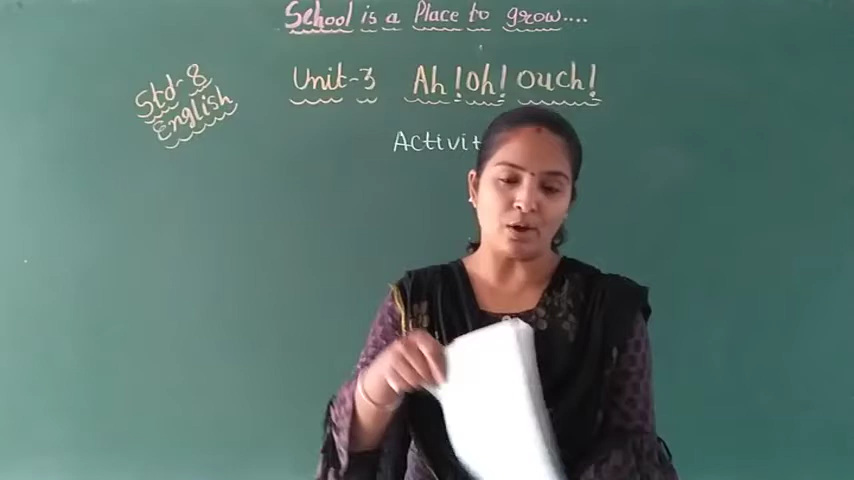 School is a Place to grow....
Std-8
English
Unit-3 Ah!Oh! ouch!